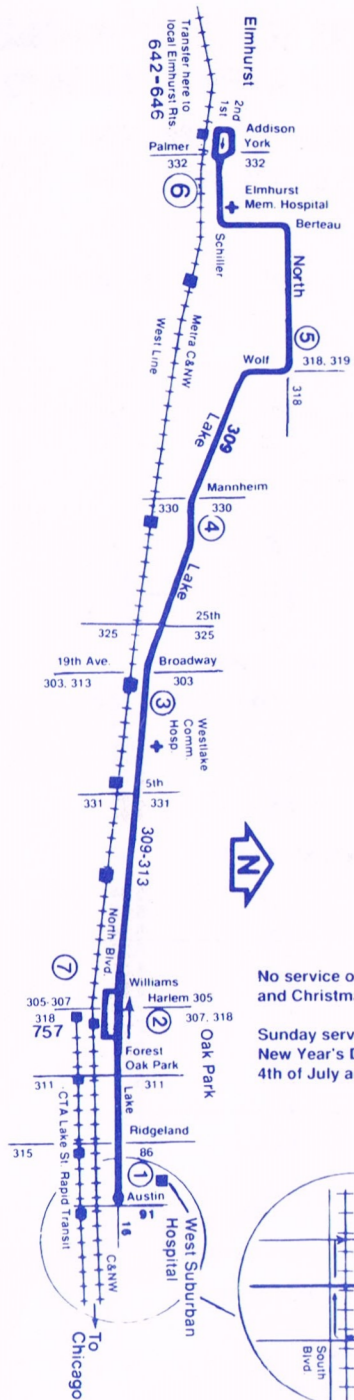 Elmhurst
2nd
1st
Addison
York
332
Transfer here to
local Elmhurst Rts.
642-646
Palmer
332
6
Elmhurst
Mem. Hospital
Berteau
Schiller
North
5
Wolf
318, 319
318
Metra C&NW
West Line
309
Lake
Mannheim
330
330
4
Lake
25th
325
325
19th Ave.
303, 313
Broadway
303
3
Westlake
Comm.
Hosp.
5th
331
331
309-313
N
North Blvd.
7
Williams
305-307
318
757
Harlem 305
307, 318
2
Oak Park
Forest
Oak Park
311
311
Lake
Ridgeland
315
86
CTA Lake St. Rapid Transit
1
Austin
91
16
C&NW
West Suburban
Hospital
To
Chicago
No service o
and Christm
Sunday serv
New Year's D
4th of July a
South
Blvd.